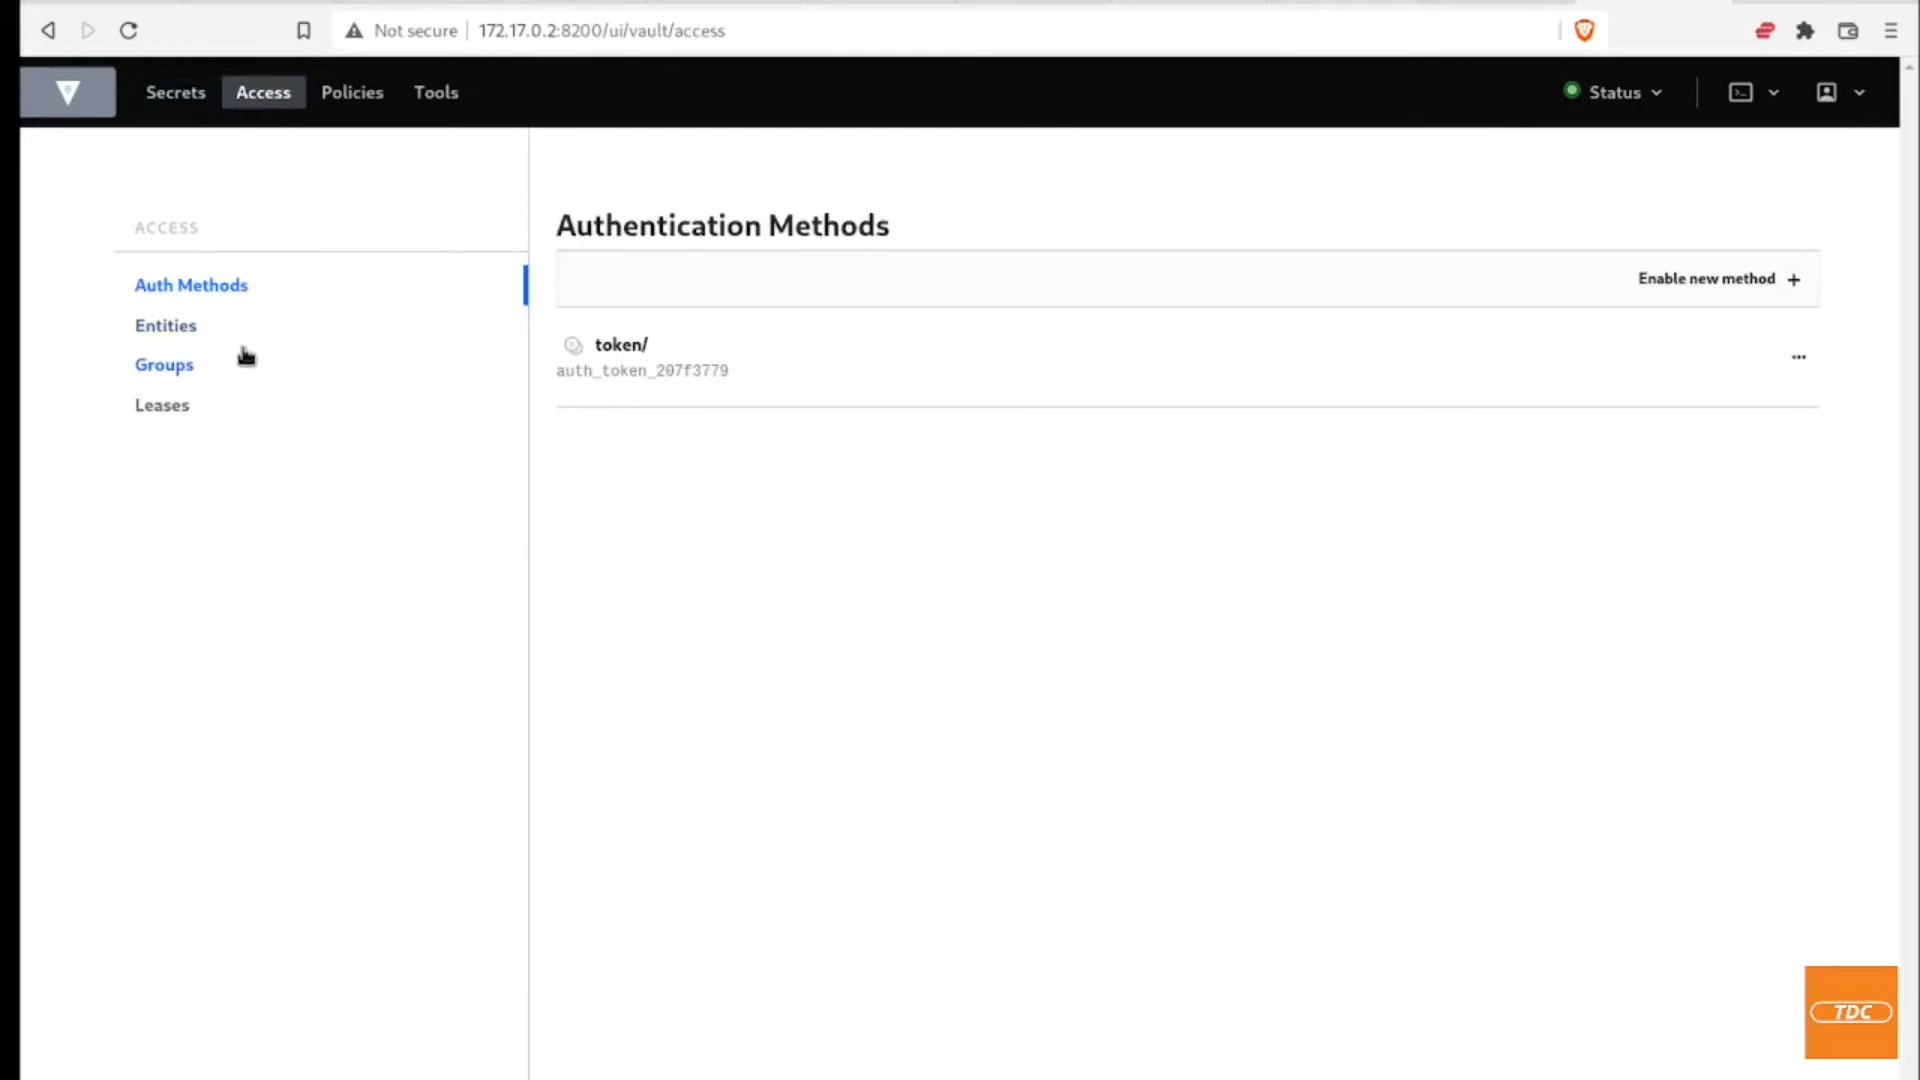 Not secure 172.17.0.2:8200/ui/vault/access
Secrets Access Policies Tools Status
ACCESS
Auth Methods
Entities
Groups
Leases
Authentication Methods
Enable new method +
token/
auth_token_207f3779
TDC